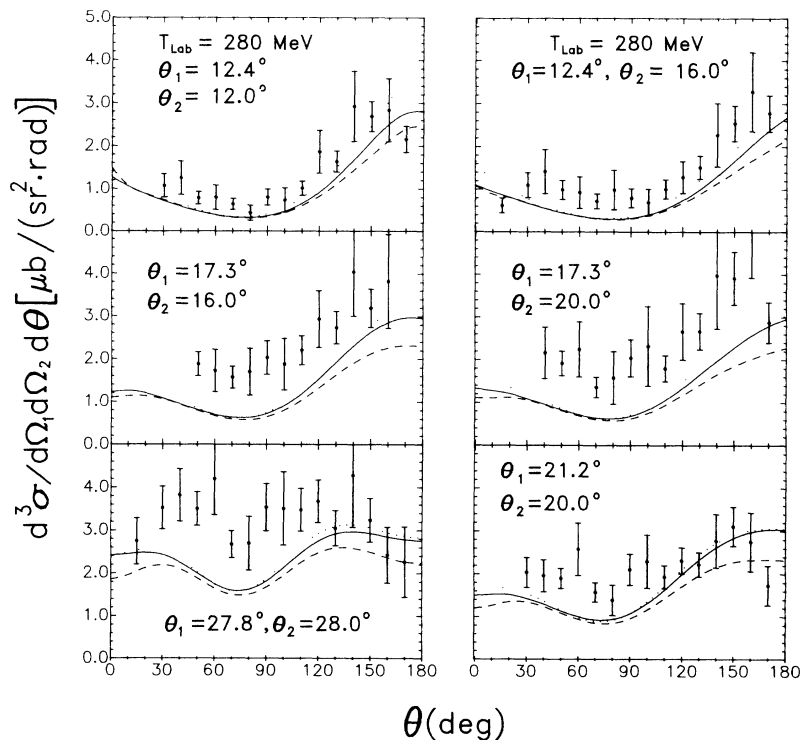 d³σ/dΩ₁dΩ₂dθ[μb/(sr²·rad)]
5.0
4.0
3.0
2.0
1.0
0.0
T_Lab = 280 MeV
θ₁ = 12.4°
θ₂ = 12.0°
T_Lab = 280 MeV
θ₁=12.4°, θ₂ = 16.0°
4.0
3.0
2.0
1.0
0.0
θ₁=17.3°
θ₂=16.0°
θ₁=17.3°
θ₂=20.0°
4.0
3.0
2.0
1.0
0.0
θ₁=27.8°,θ₂=28.0°
θ₁=21.2°
θ₂=20.0°
0 30 60 90 120 150 180
0 30 60 90 120 150 180
θ(deg)